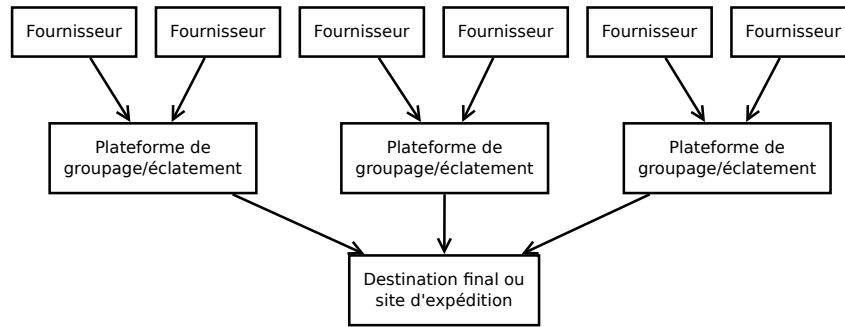 Fournisseur
Fournisseur
Fournisseur
Fournisseur
Fournisseur
Fournisseur
Plateforme de
groupage/éclatement
Plateforme de
groupage/éclatement
Plateforme de
groupage/éclatement
Destination final ou
site d'expédition